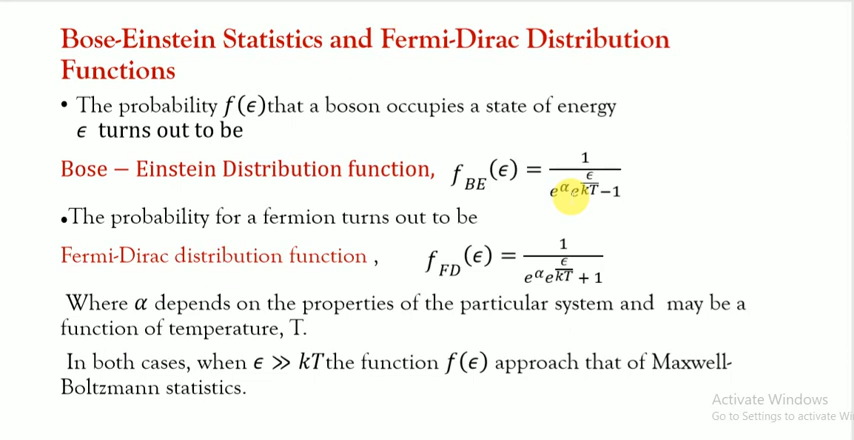 Bose-Einstein Statistics and Fermi-Dirac Distribution
Functions
• The probability f(ϵ)that a boson occupies a state of energy
ϵ turns out to be
Bose − Einstein Distribution function, f_BE(ϵ) = 1 / (e^α e^(ϵ/kT) −1)
•The probability for a fermion turns out to be
Fermi-Dirac distribution function , f_FD(ϵ) = 1 / (e^α e^(ϵ/kT) + 1)
Where α depends on the properties of the particular system and may be a
function of temperature, T.
In both cases, when ϵ ≫ kT the function f(ϵ) approach that of Maxwell-
Boltzmann statistics.
Activate Windows
Go to Settings to activate Wi